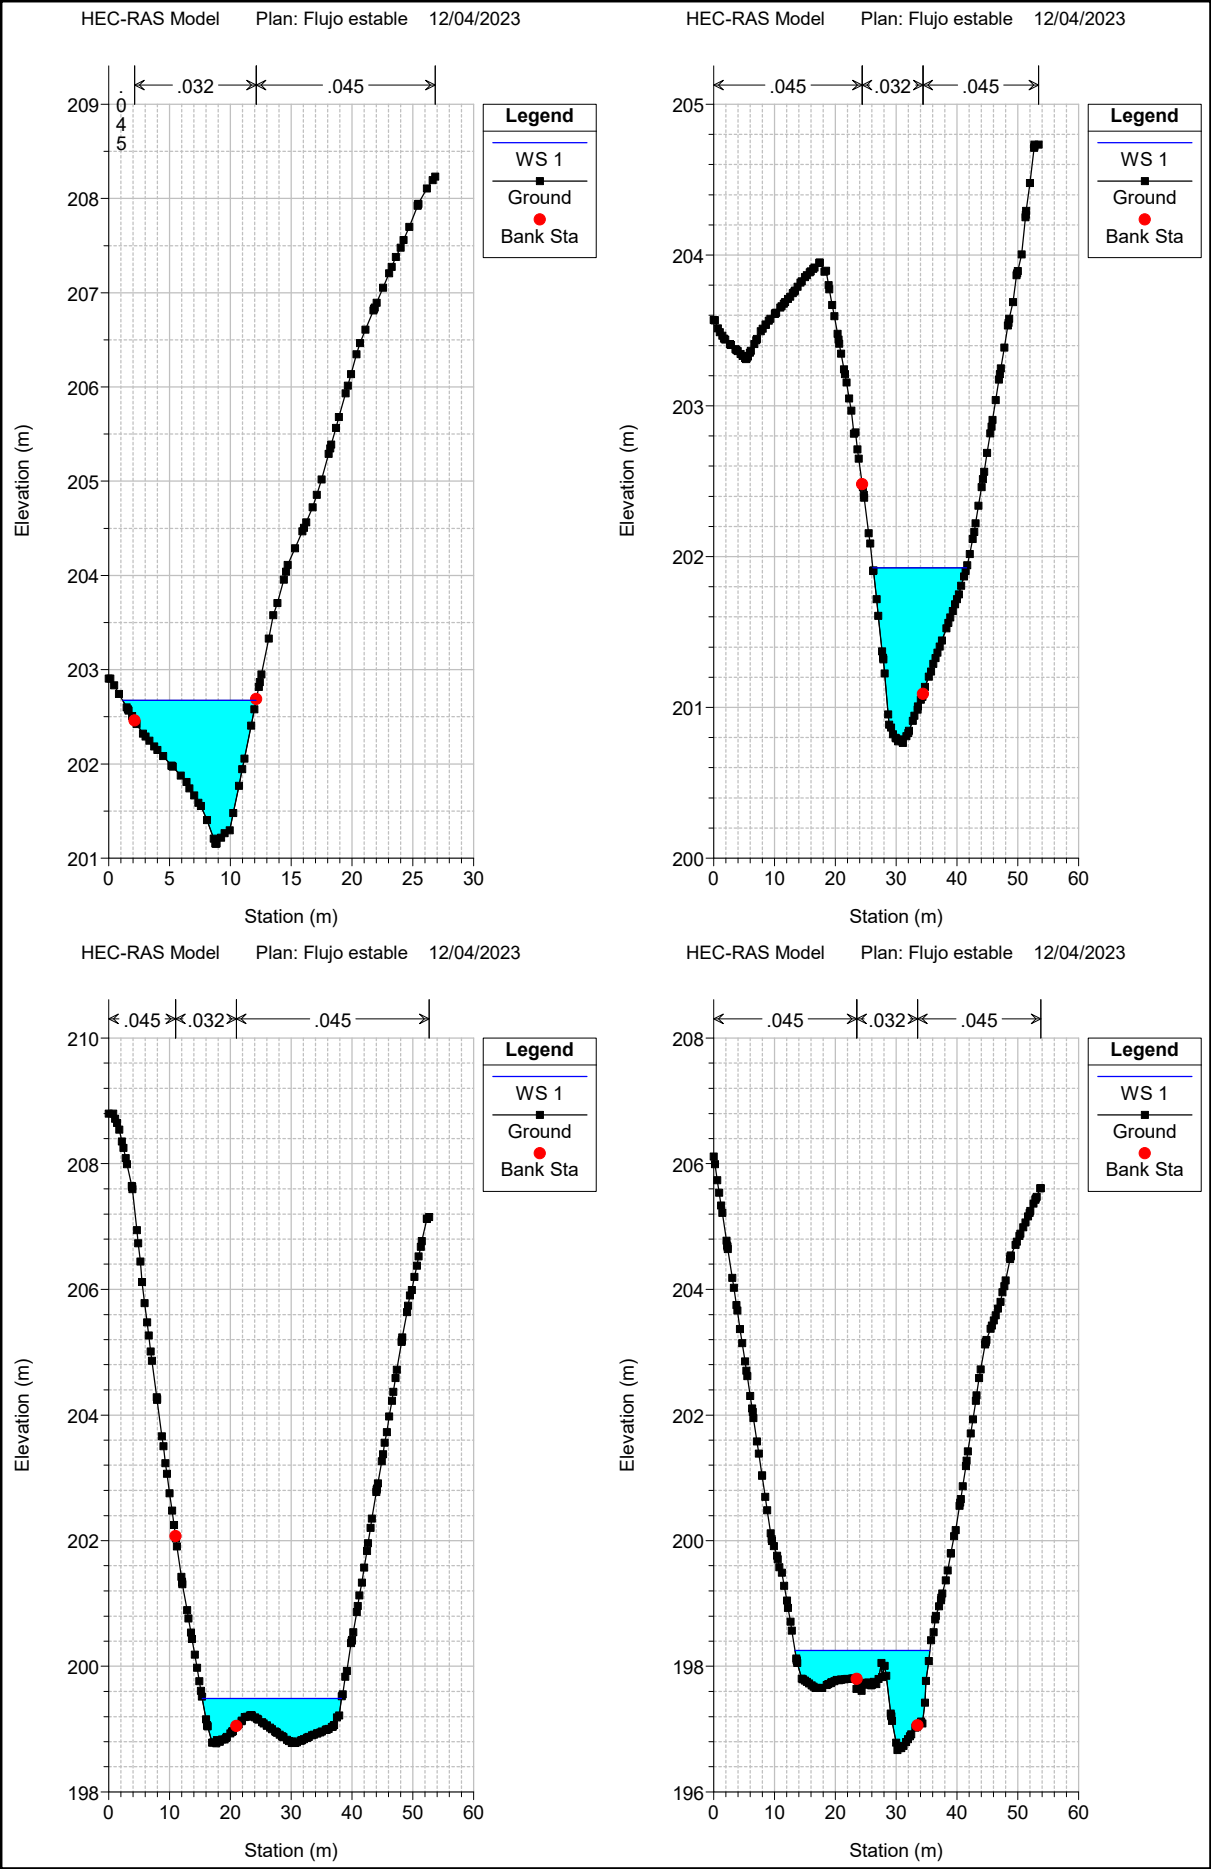 HEC-RAS Model Plan: Flujo estable 12/04/2023
.045 .032 .045
Legend
WS 1
Ground
Bank Sta
209
208
207
206
205
204
203
202
201
0 5 10 15 20 25 30
Elevation (m)
Station (m)
HEC-RAS Model Plan: Flujo estable 12/04/2023
.045 .032 .045
Legend
WS 1
Ground
Bank Sta
205
204
203
202
201
200
0 10 20 30 40 50 60
Elevation (m)
Station (m)
HEC-RAS Model Plan: Flujo estable 12/04/2023
.045 .032 .045
Legend
WS 1
Ground
Bank Sta
210
208
206
204
202
200
198
0 10 20 30 40 50 60
Elevation (m)
Station (m)
HEC-RAS Model Plan: Flujo estable 12/04/2023
.045 .032 .045
Legend
WS 1
Ground
Bank Sta
208
206
204
202
200
198
196
0 10 20 30 40 50 60
Elevation (m)
Station (m)